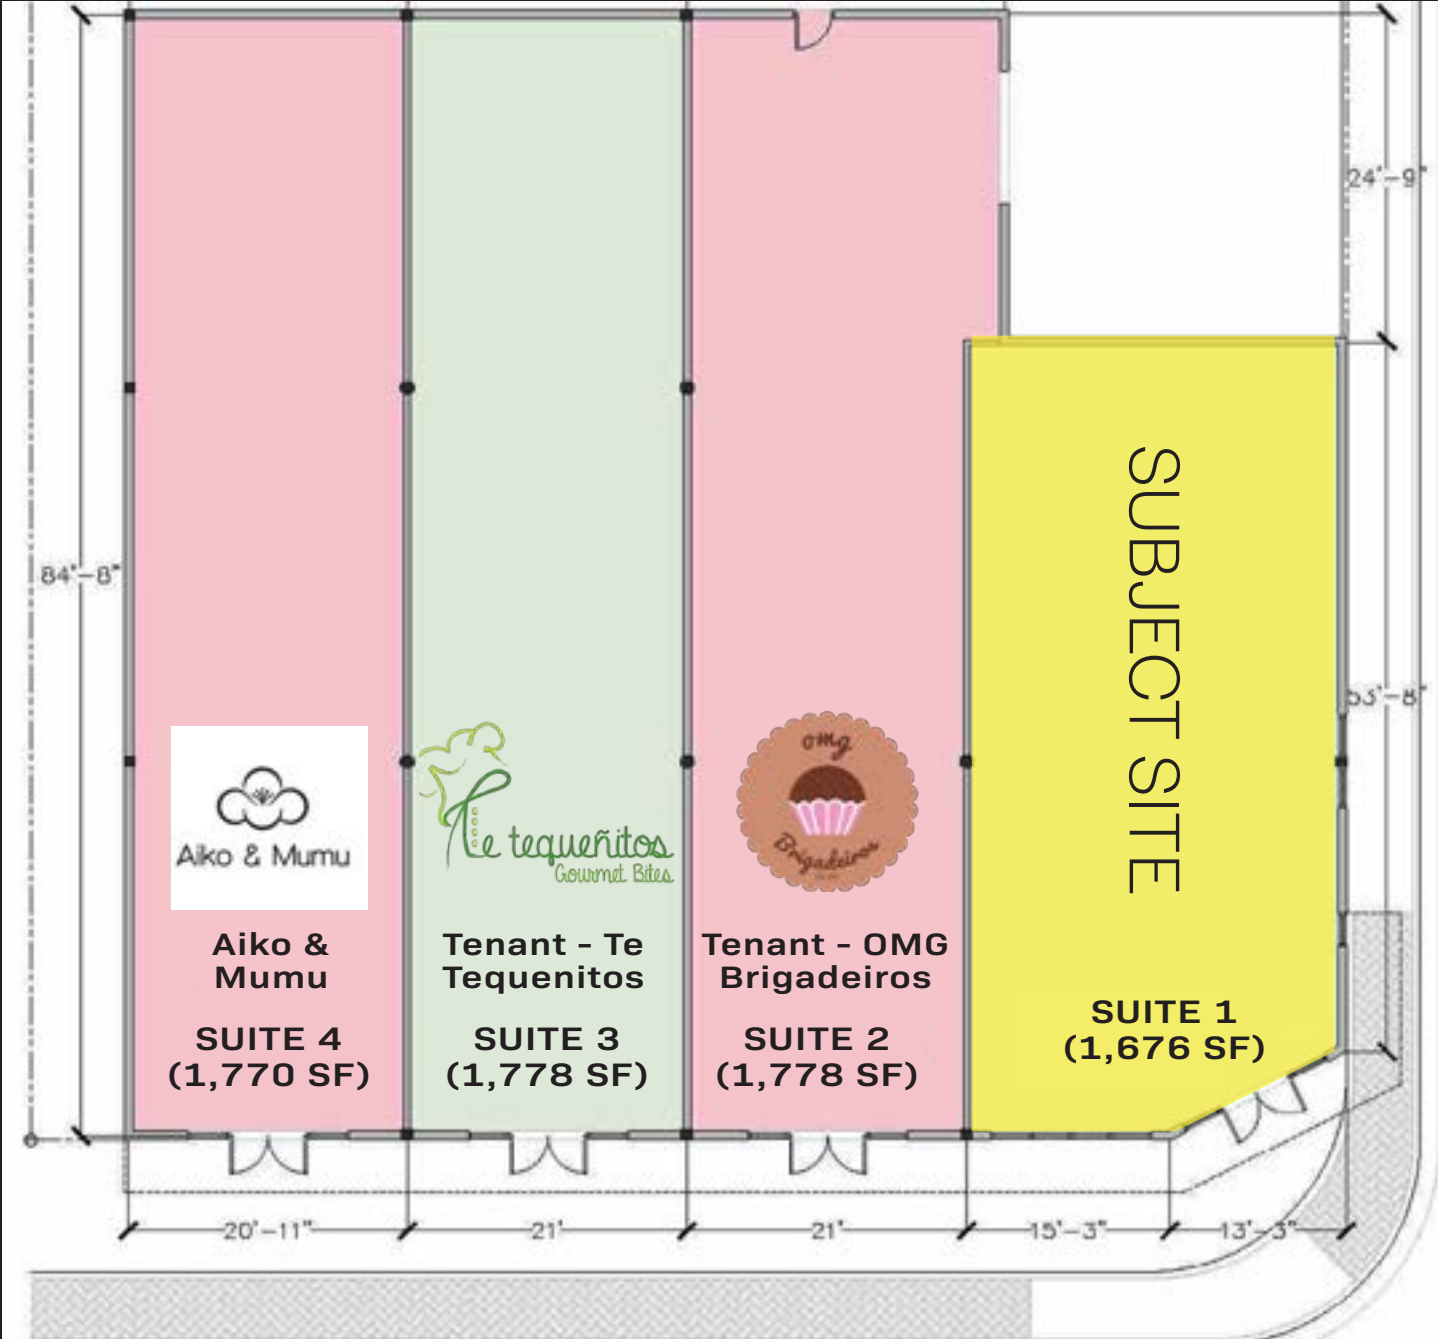 24'-9"
SUBJECT SITE
84'-8"
53'-8"
Aiko & Mumu
Te tequeñitos
Gourmet Bites
omg
Brigadeiros
Aiko &
Mumu
SUITE 4
(1,770 SF)
Tenant - Te
Tequenitos
SUITE 3
(1,778 SF)
Tenant - OMG
Brigadeiros
SUITE 2
(1,778 SF)
SUITE 1
(1,676 SF)
20'-11"
21'
21'
15'-3"
13'-3"